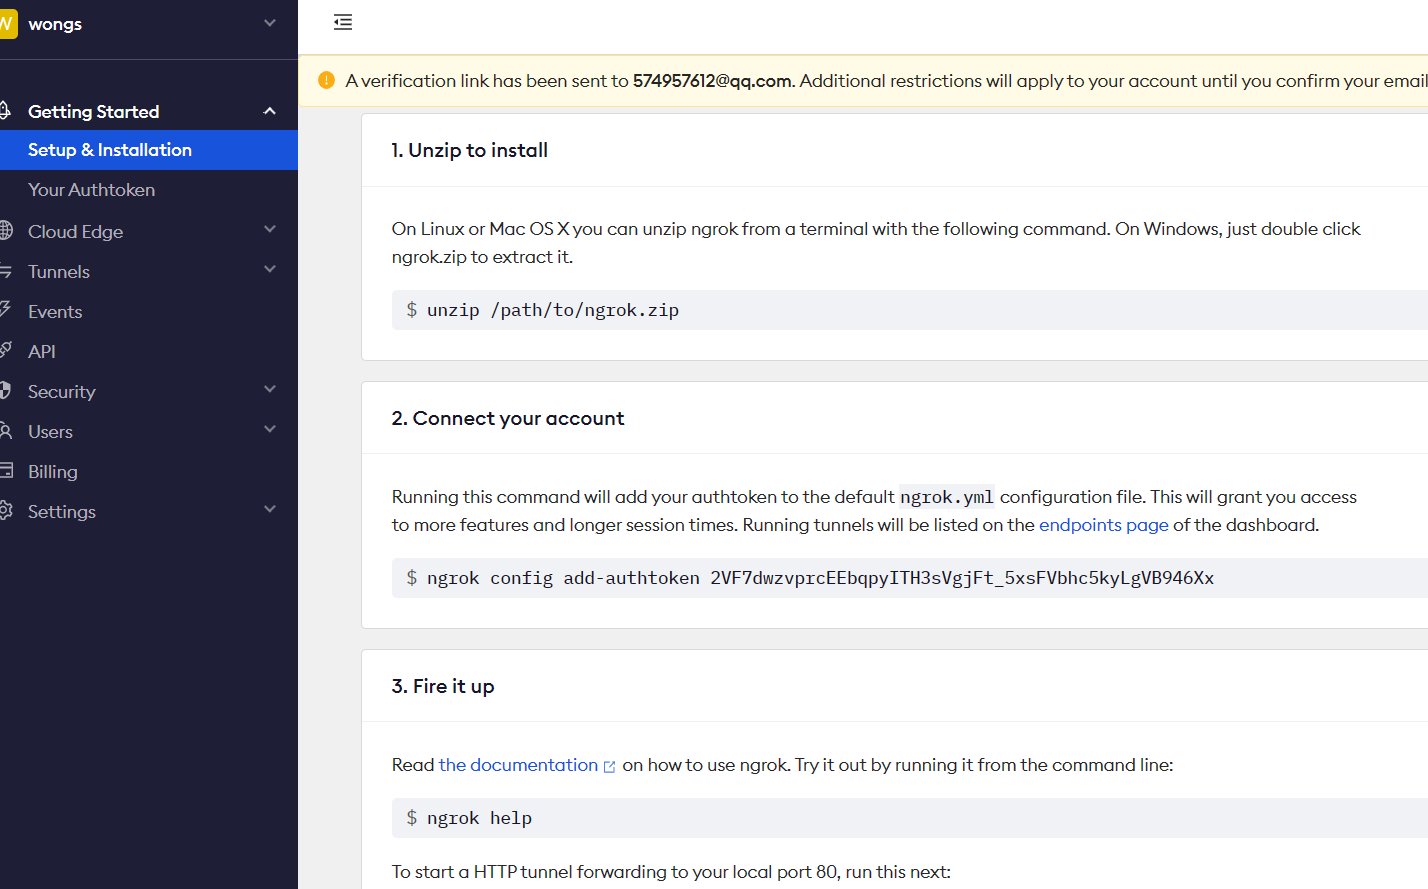 W wongs
A verification link has been sent to 574957612@qq.com. Additional restrictions will apply to your account until you confirm your email
Getting Started
Setup & Installation
Your Authtoken
Cloud Edge
Tunnels
Events
API
Security
Users
Billing
Settings
1. Unzip to install
On Linux or Mac OS X you can unzip ngrok from a terminal with the following command. On Windows, just double click
ngrok.zip to extract it.
$ unzip /path/to/ngrok.zip
2. Connect your account
Running this command will add your authtoken to the default ngrok.yml configuration file. This will grant you access
to more features and longer session times. Running tunnels will be listed on the endpoints page of the dashboard.
$ ngrok config add-authtoken 2VF7dwzvprcEEbqpyITH3sVgjFt_5xsFVbhc5kyLgVB946Xx
3. Fire it up
Read the documentation on how to use ngrok. Try it out by running it from the command line:
$ ngrok help
To start a HTTP tunnel forwarding to your local port 80, run this next: